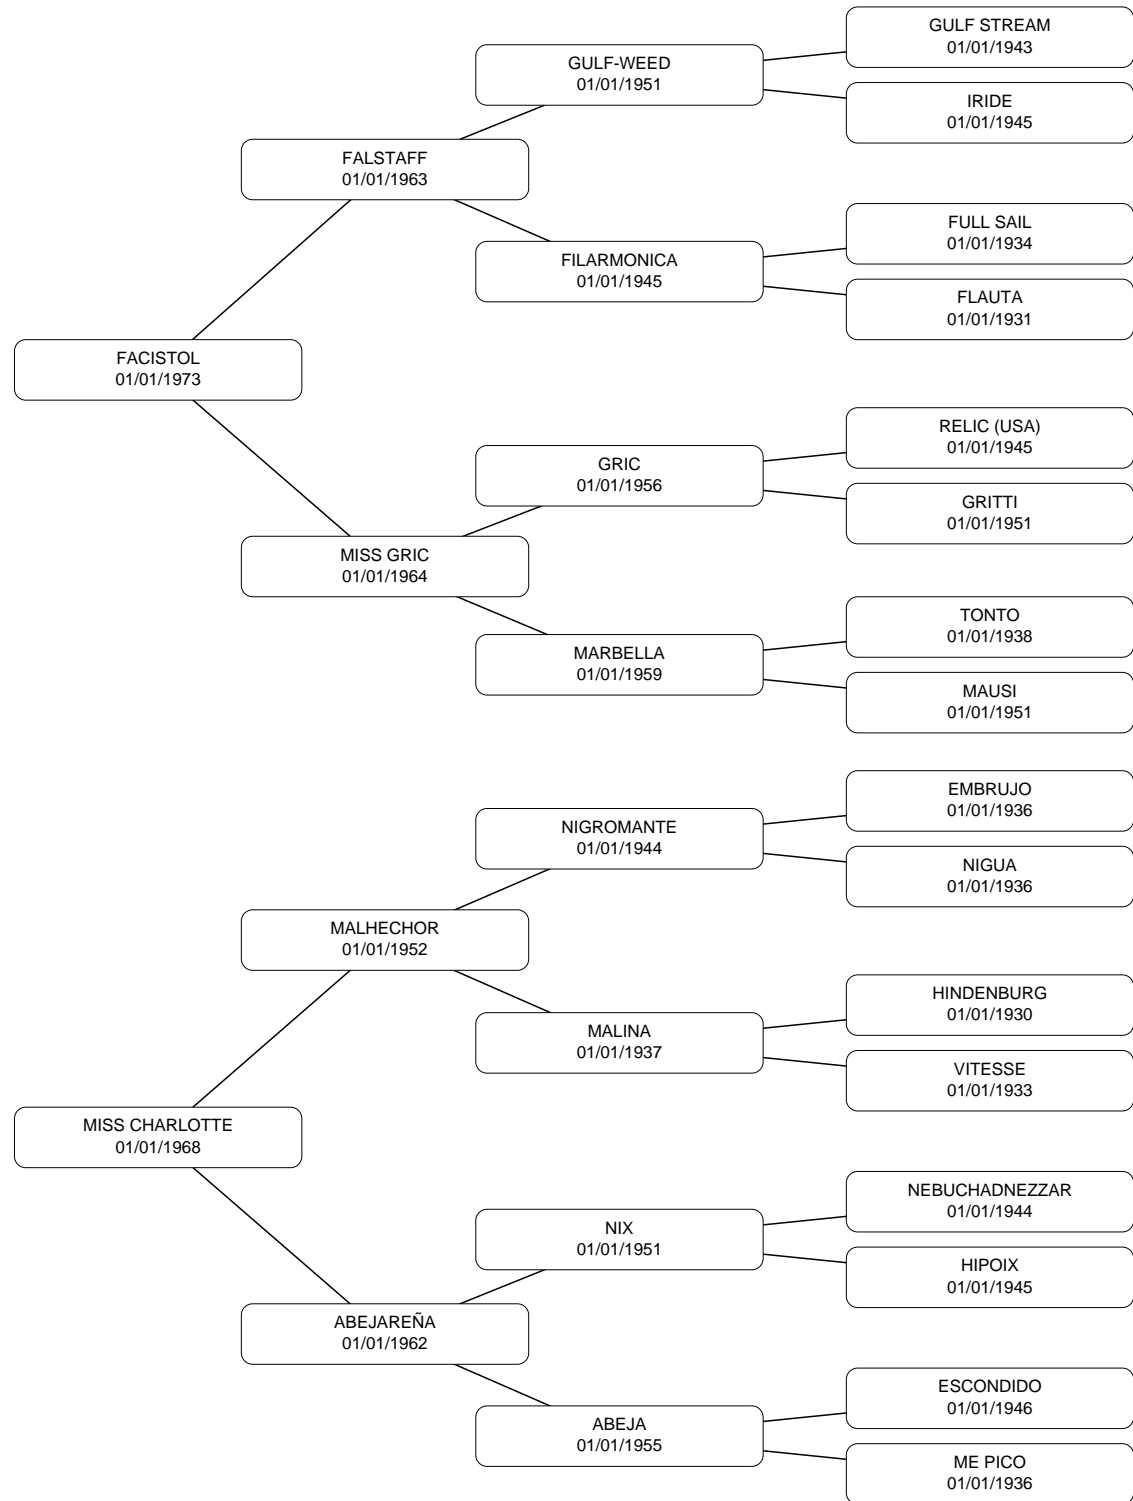 GULF STREAM
01/01/1943
GULF-WEED
01/01/1951
IRIDE
01/01/1945
FALSTAFF
01/01/1963
FULL SAIL
01/01/1934
FILARMONICA
01/01/1945
FLAUTA
01/01/1931
FACISTOL
01/01/1973
RELIC (USA)
01/01/1945
GRIC
01/01/1956
GRITTI
01/01/1951
MISS GRIC
01/01/1964
TONTO
01/01/1938
MARBELLA
01/01/1959
MAUSI
01/01/1951
EMBRUJO
01/01/1936
NIGROMANTE
01/01/1944
NIGUA
01/01/1936
MALHECHOR
01/01/1952
HINDENBURG
01/01/1930
MALINA
01/01/1937
VITESSE
01/01/1933
MISS CHARLOTTE
01/01/1968
NEBUCHADNEZZAR
01/01/1944
NIX
01/01/1951
HIPOIX
01/01/1945
ABEJAREÑA
01/01/1962
ESCONDIDO
01/01/1946
ABEJA
01/01/1955
ME PICO
01/01/1936